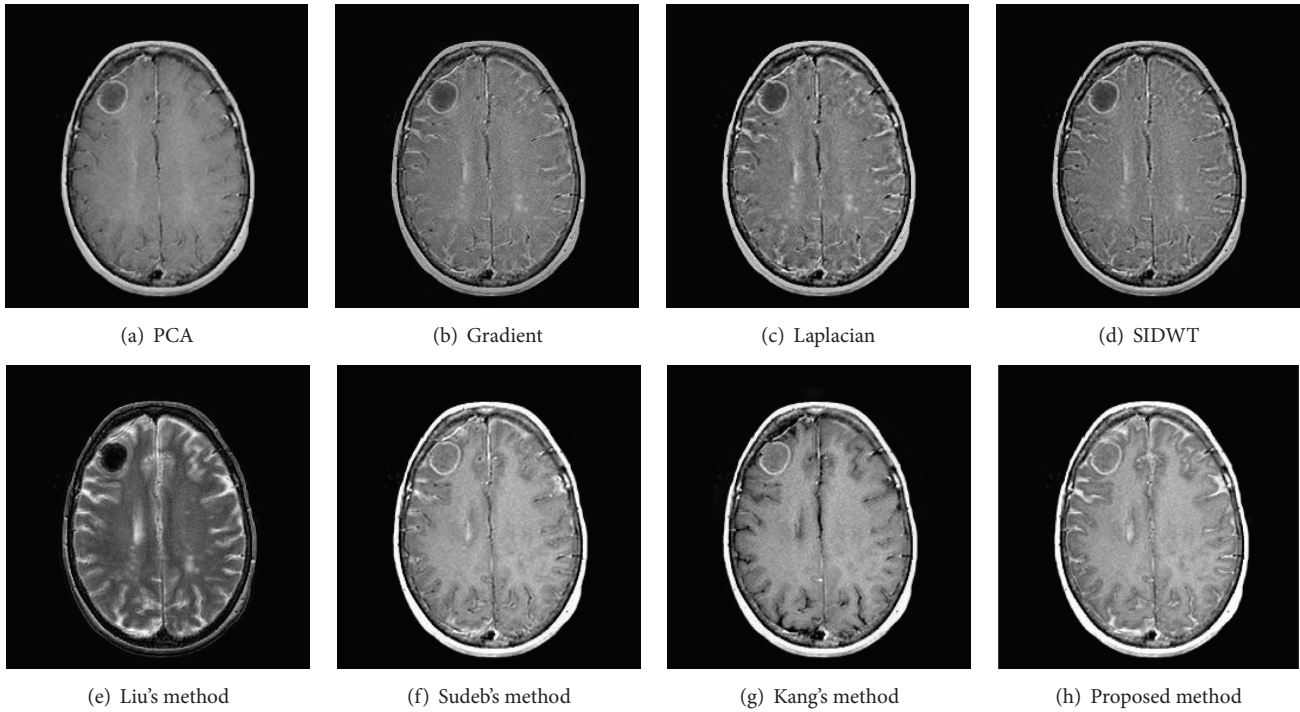 (a) PCA
(b) Gradient
(c) Laplacian
(d) SIDWT
(e) Liu's method
(f) Sudeb's method
(g) Kang's method
(h) Proposed method